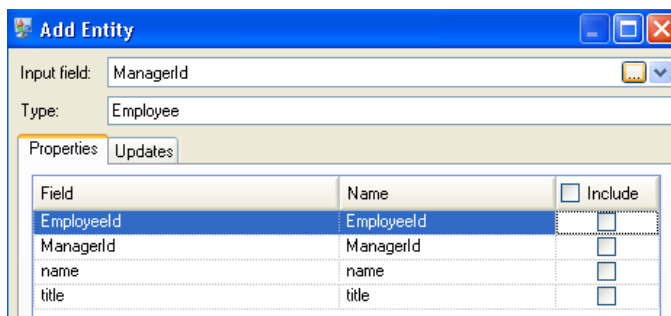 Add Entity
Input field: ManagerId ...
Type: Employee
Properties Updates
Field Name Include
EmployeeId EmployeeId
ManagerId ManagerId
name name
title title